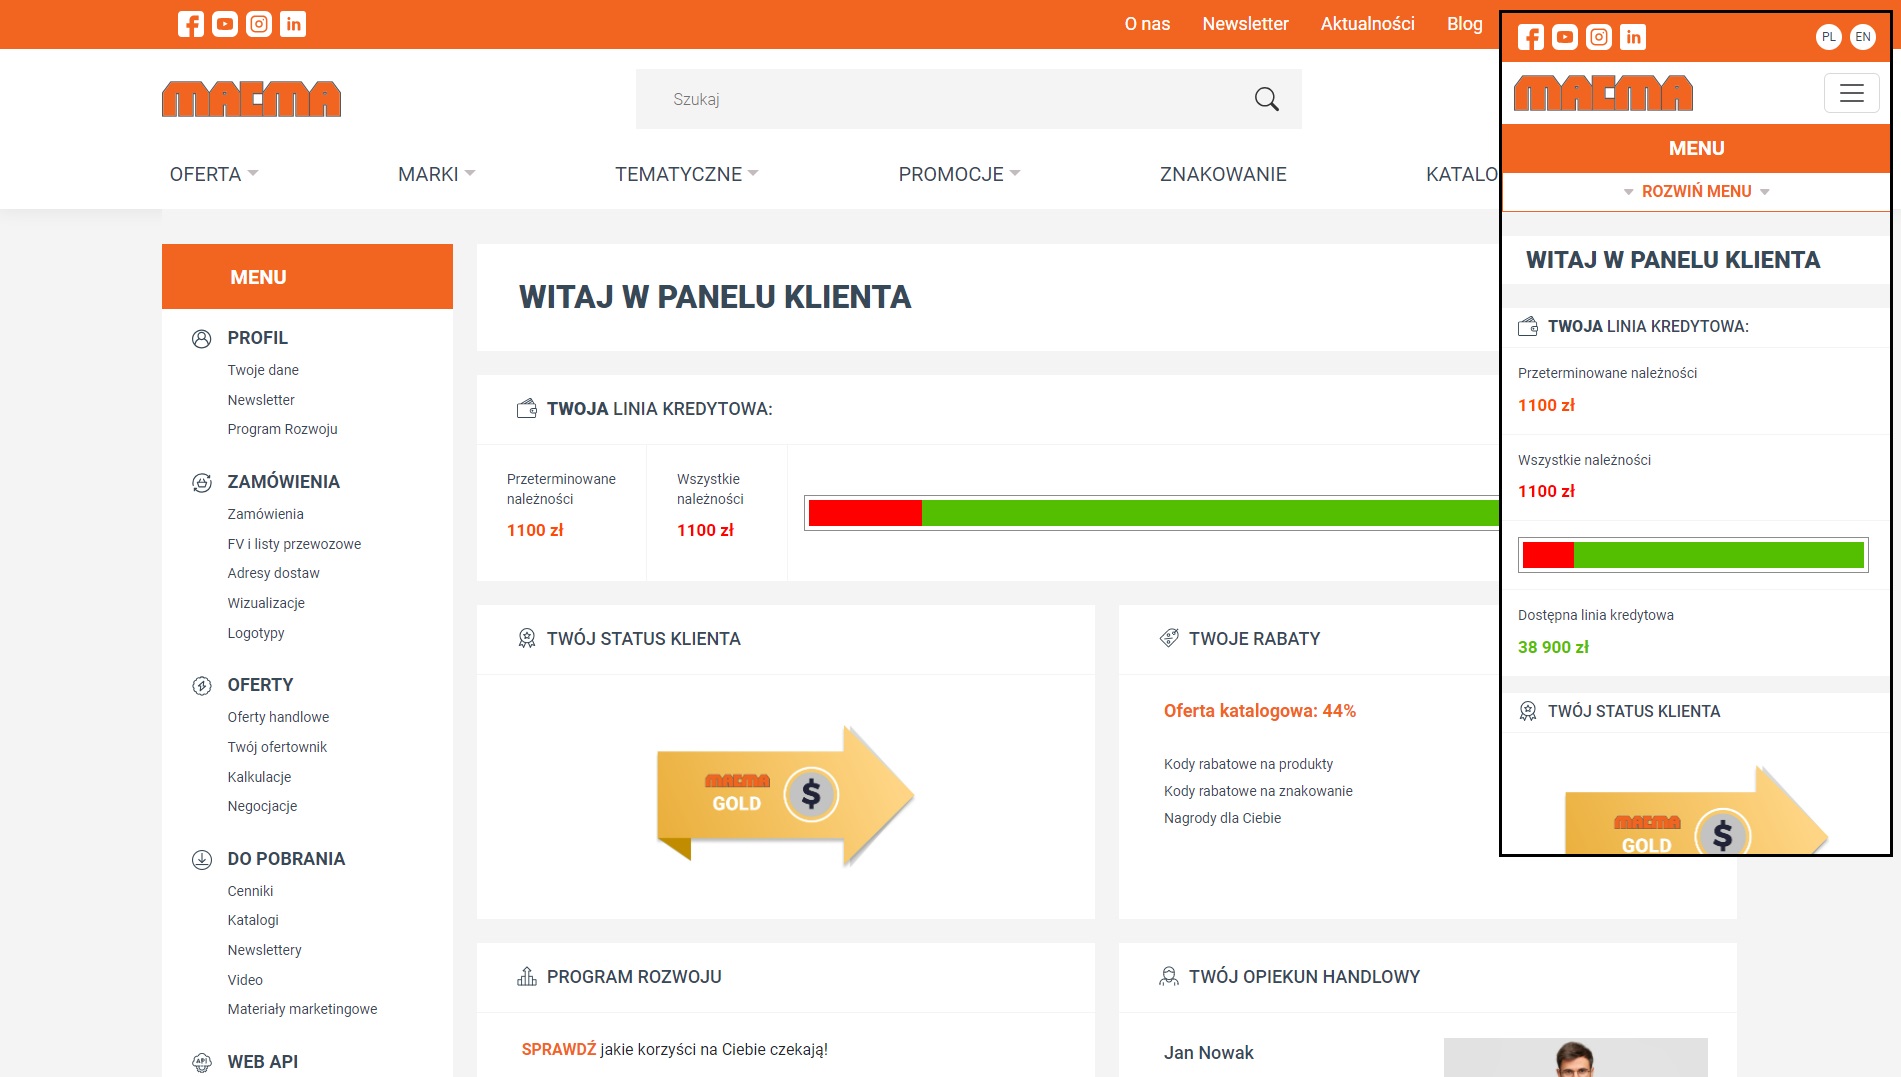 O nas Newsletter Aktualności Blog
MACMA
Szukaj
OFERTA MARKI TEMATYCZNE PROMOCJE ZNAKOWANIE KATALO
MENU
PROFIL
Twoje dane
Newsletter
Program Rozwoju
ZAMÓWIENIA
Zamówienia
FV i listy przewozowe
Adresy dostaw
Wizualizacje
Logotypy
OFERTY
Oferty handlowe
Twój ofertownik
Kalkulacje
Negocjacje
DO POBRANIA
Cenniki
Katalogi
Newslettery
Video
Materiały marketingowe
API
WEB API
WITAJ W PANELU KLIENTA
TWOJA LINIA KREDYTOWA:
Przeterminowane
należności
1100 zł
Wszystkie
należności
1100 zł
TWÓJ STATUS KLIENTA
MACMA
GOLD
$
TWOJE RABATY
Oferta katalogowa: 44%
Kody rabatowe na produkty
Kody rabatowe na znakowanie
Nagrody dla Ciebie
PROGRAM ROZWOJU
SPRAWDŹ jakie korzyści na Ciebie czekają!
TWÓJ OPIEKUN HANDLOWY
Jan Nowak
PL EN
MACMA
MENU
ROZWIŃ MENU
WITAJ W PANELU KLIENTA
TWOJA LINIA KREDYTOWA:
Przeterminowane należności
1100 zł
Wszystkie należności
1100 zł
Dostępna linia kredytowa
38 900 zł
TWÓJ STATUS KLIENTA
MACMA
GOLD
$